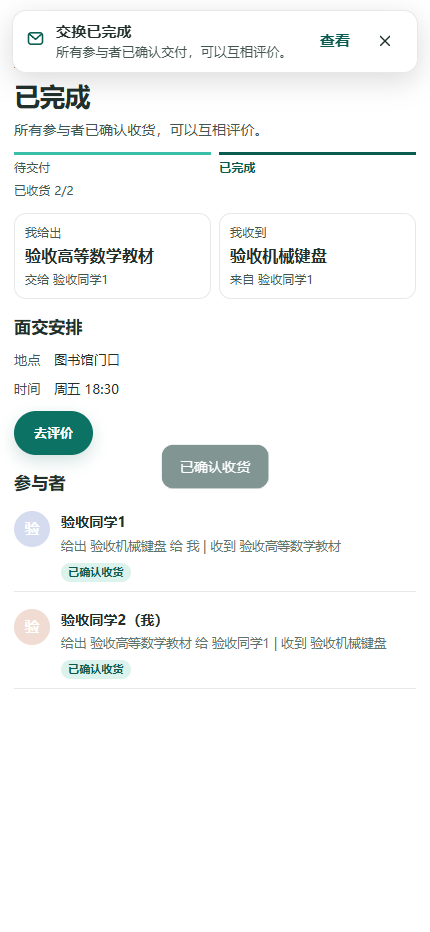 交换已完成
所有参与者已确认交付，可以互相评价。
查看
已完成
所有参与者已确认收货，可以互相评价。
待交付
已完成
已收货 2/2
我给出
验收高等数学教材
交给 验收同学1
我收到
验收机械键盘
来自 验收同学1
面交安排
地点 图书馆门口
时间 周五 18:30
去评价
已确认收货
参与者
验
验收同学1
给出 验收机械键盘 给 我 | 收到 验收高等数学教材
已确认收货
验
验收同学2（我）
给出 验收高等数学教材 给 验收同学1 | 收到 验收机械键盘
已确认收货